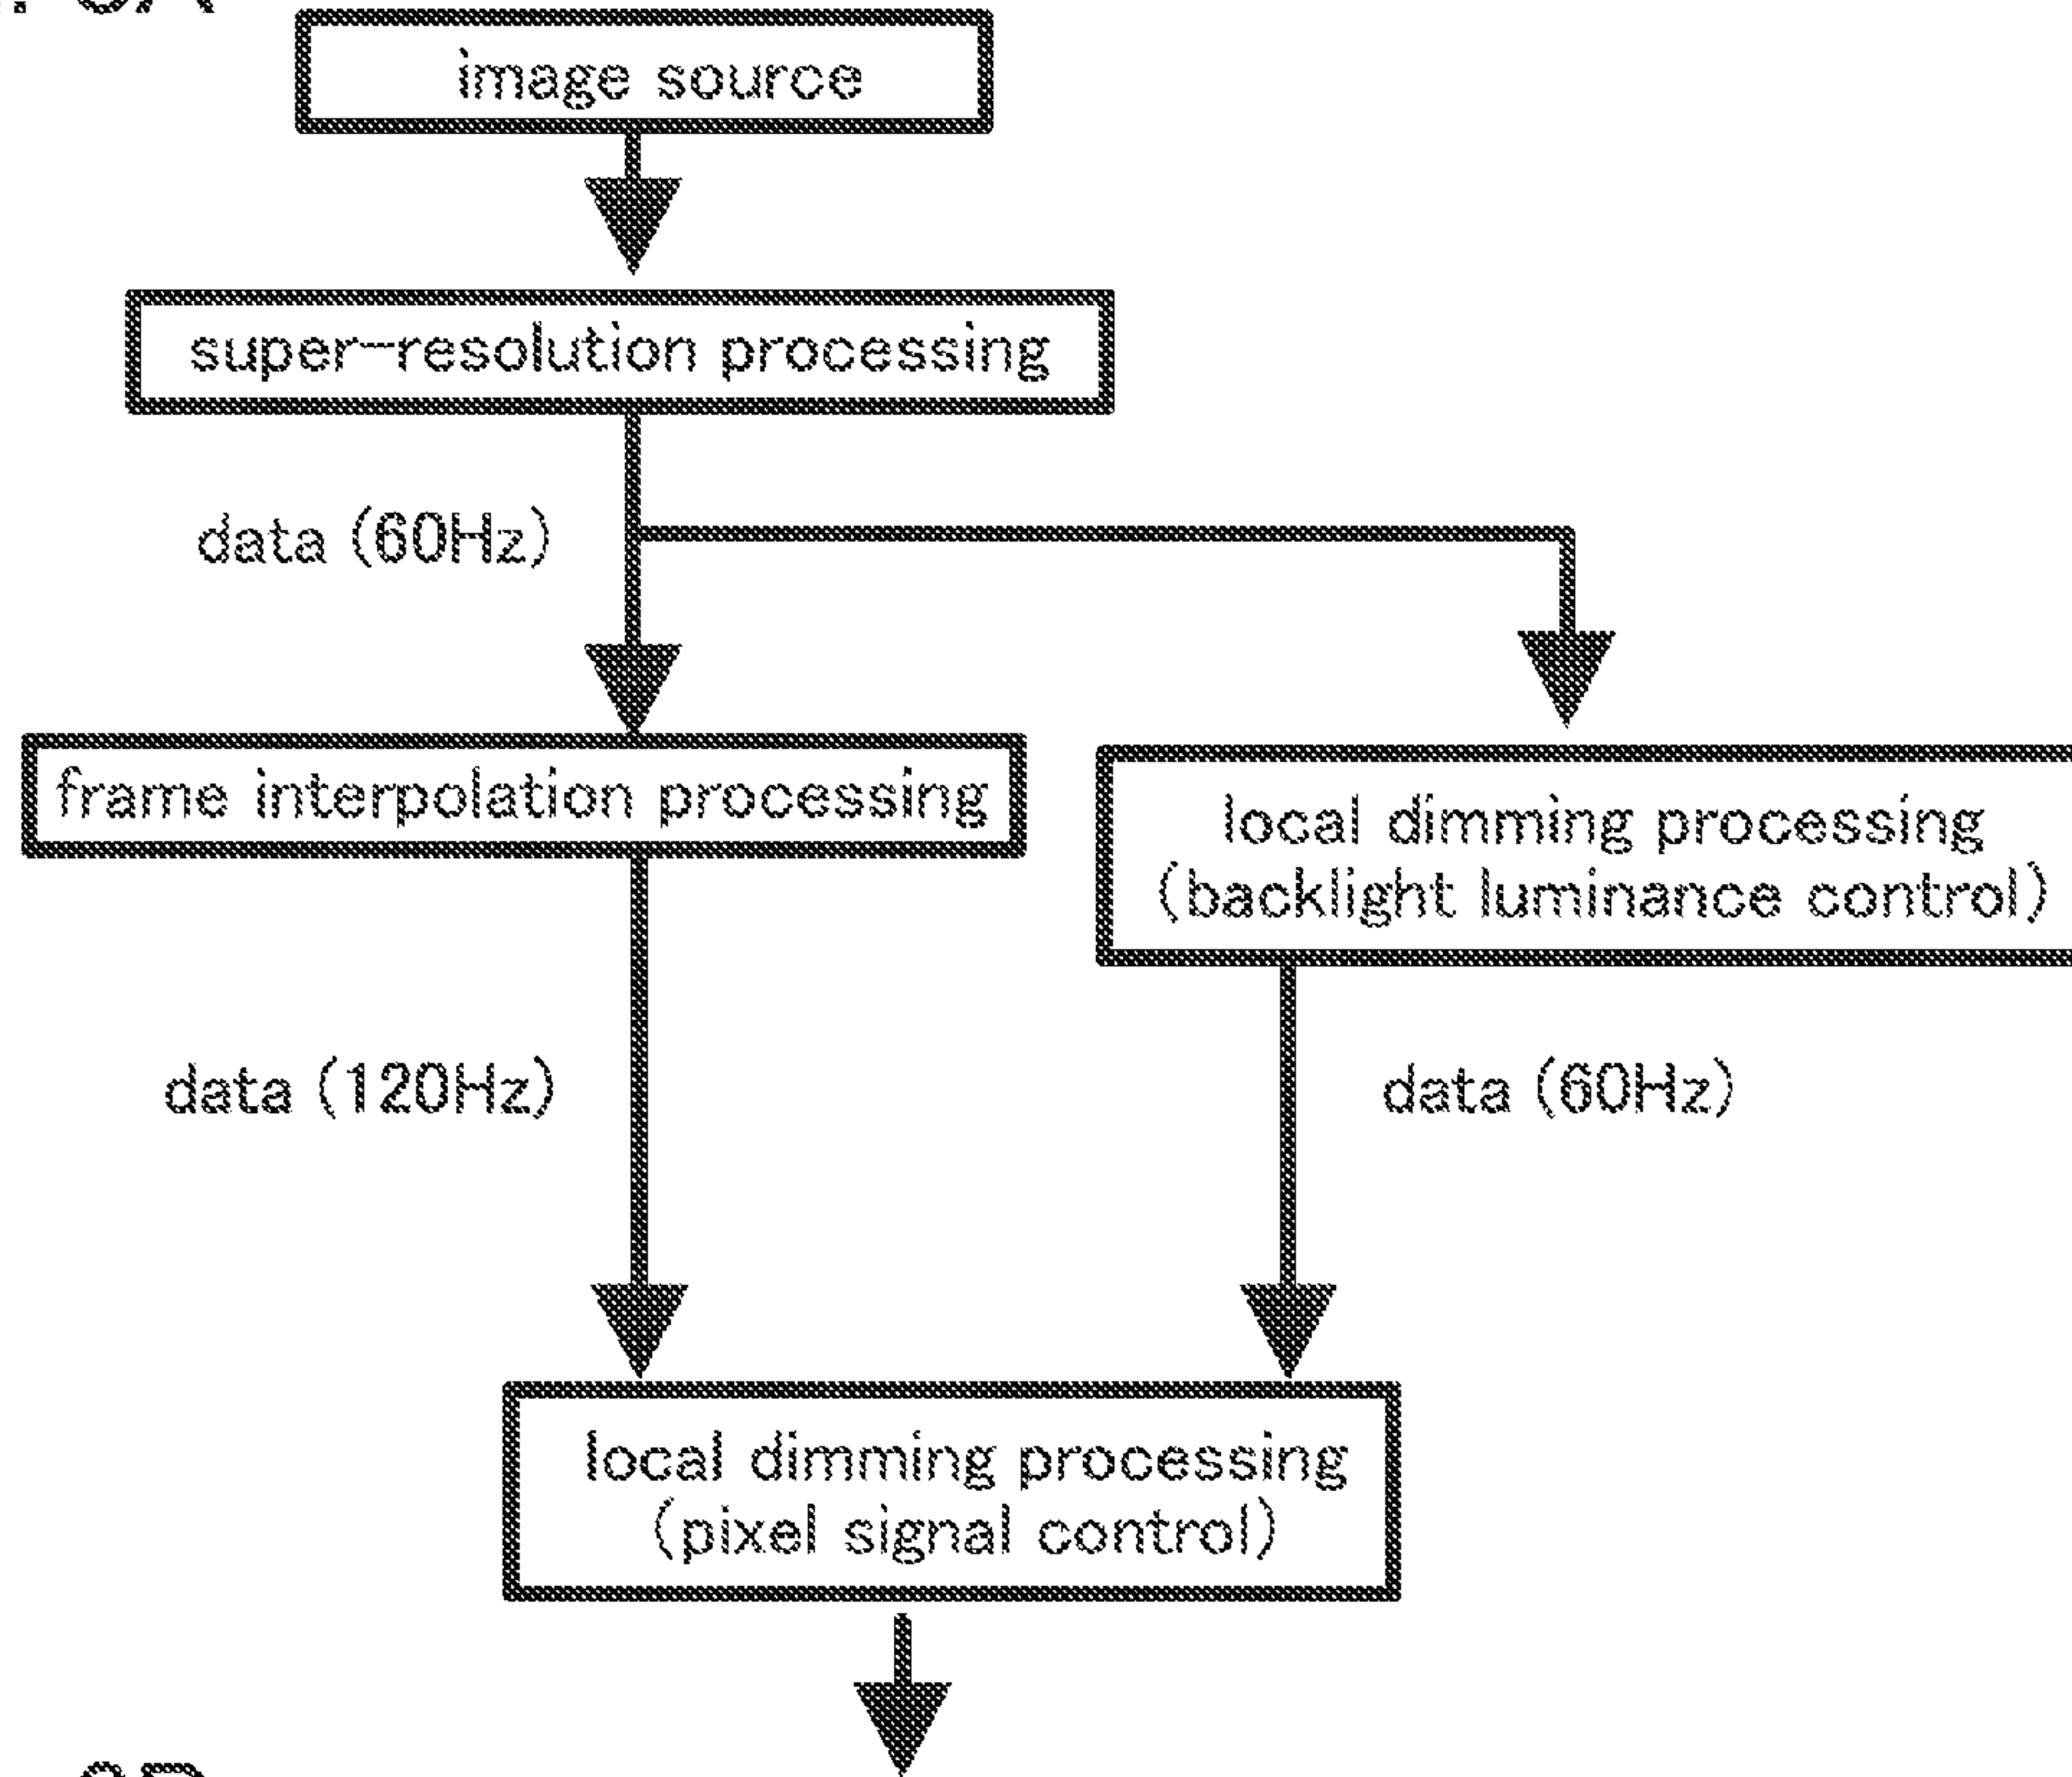 image source
super-resolution processing
data (60Hz)
frame interpolation processing
local dimming processing
(backlight luminance control)
data (120Hz)
data (60Hz)
local dimming processing
(pixel signal control)